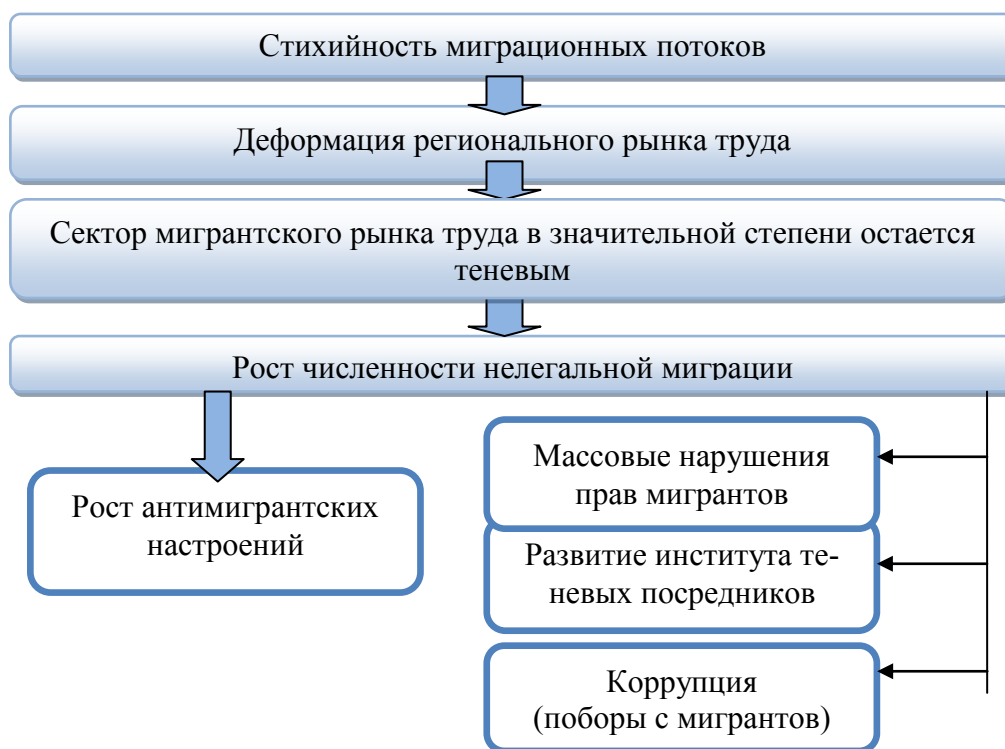 Стихийность миграционных потоков
Деформация регионального рынка труда
Сектор мигрантского рынка труда в значительной степени остается
теневым
Рост численности нелегальной миграции
Рост антимигрантских
настроений
Массовые нарушения
прав мигрантов
Развитие института те-
невых посредников
Коррупция
(поборы с мигрантов)